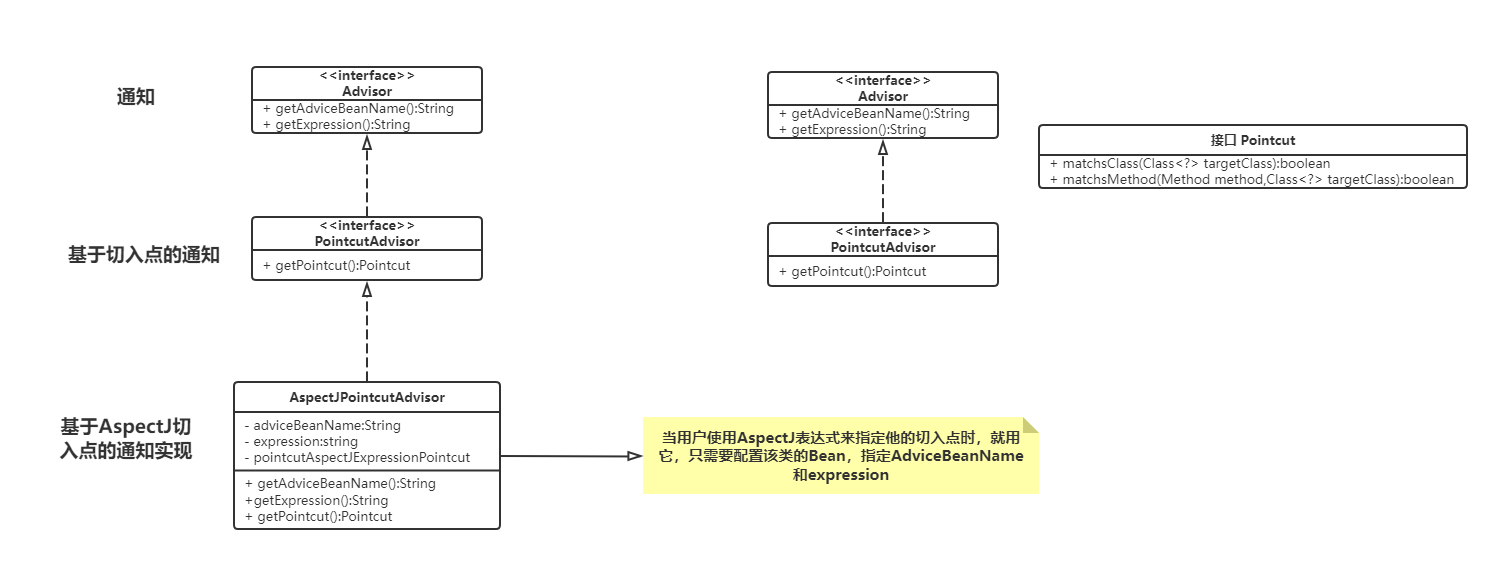 通知
<<interface>>
Advisor
+ getAdviceBeanName():String
+ getExpression():String
<<interface>>
Advisor
+ getAdviceBeanName():String
+ getExpression():String
接口 Pointcut
+ matchsClass(Class<?> targetClass):boolean
+ matchsMethod(Method method,Class<?> targetClass):boolean
基于切入点的通知
<<interface>>
PointcutAdvisor
+ getPointcut():Pointcut
<<interface>>
PointcutAdvisor
+ getPointcut():Pointcut
基于AspectJ切
入点的通知实现
AspectJPointcutAdvisor
- adviceBeanName:String
- expression:string
- pointcutAspectJExpressionPointcut
+ getAdviceBeanName():String
+getExpression():String
+ getPointcut():Pointcut
当用户使用AspectJ表达式来指定他的切入点时，就用
它，只需要配置该类的Bean，指定AdviceBeanName
和expression